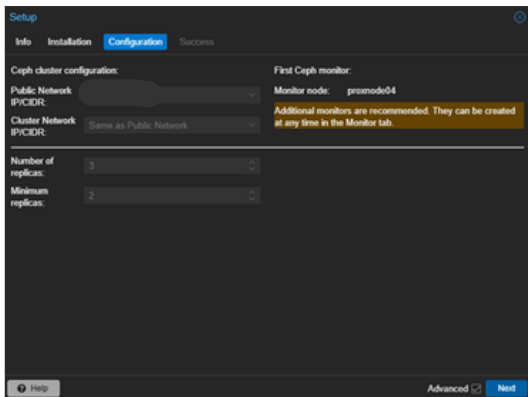 Setup
Info Installation Configuration Success
Ceph cluster configuration:
First Ceph monitor:
Public Network
IP/CIDR:
Monitor node: proxnode04
Cluster Network
IP/CIDR:
Same as Public Network
Additional monitors are recommended. They can be created
at any time in the Monitor tab.
Number of
replicas:
3
Minimum
replicas:
2
Help
Advanced
Next